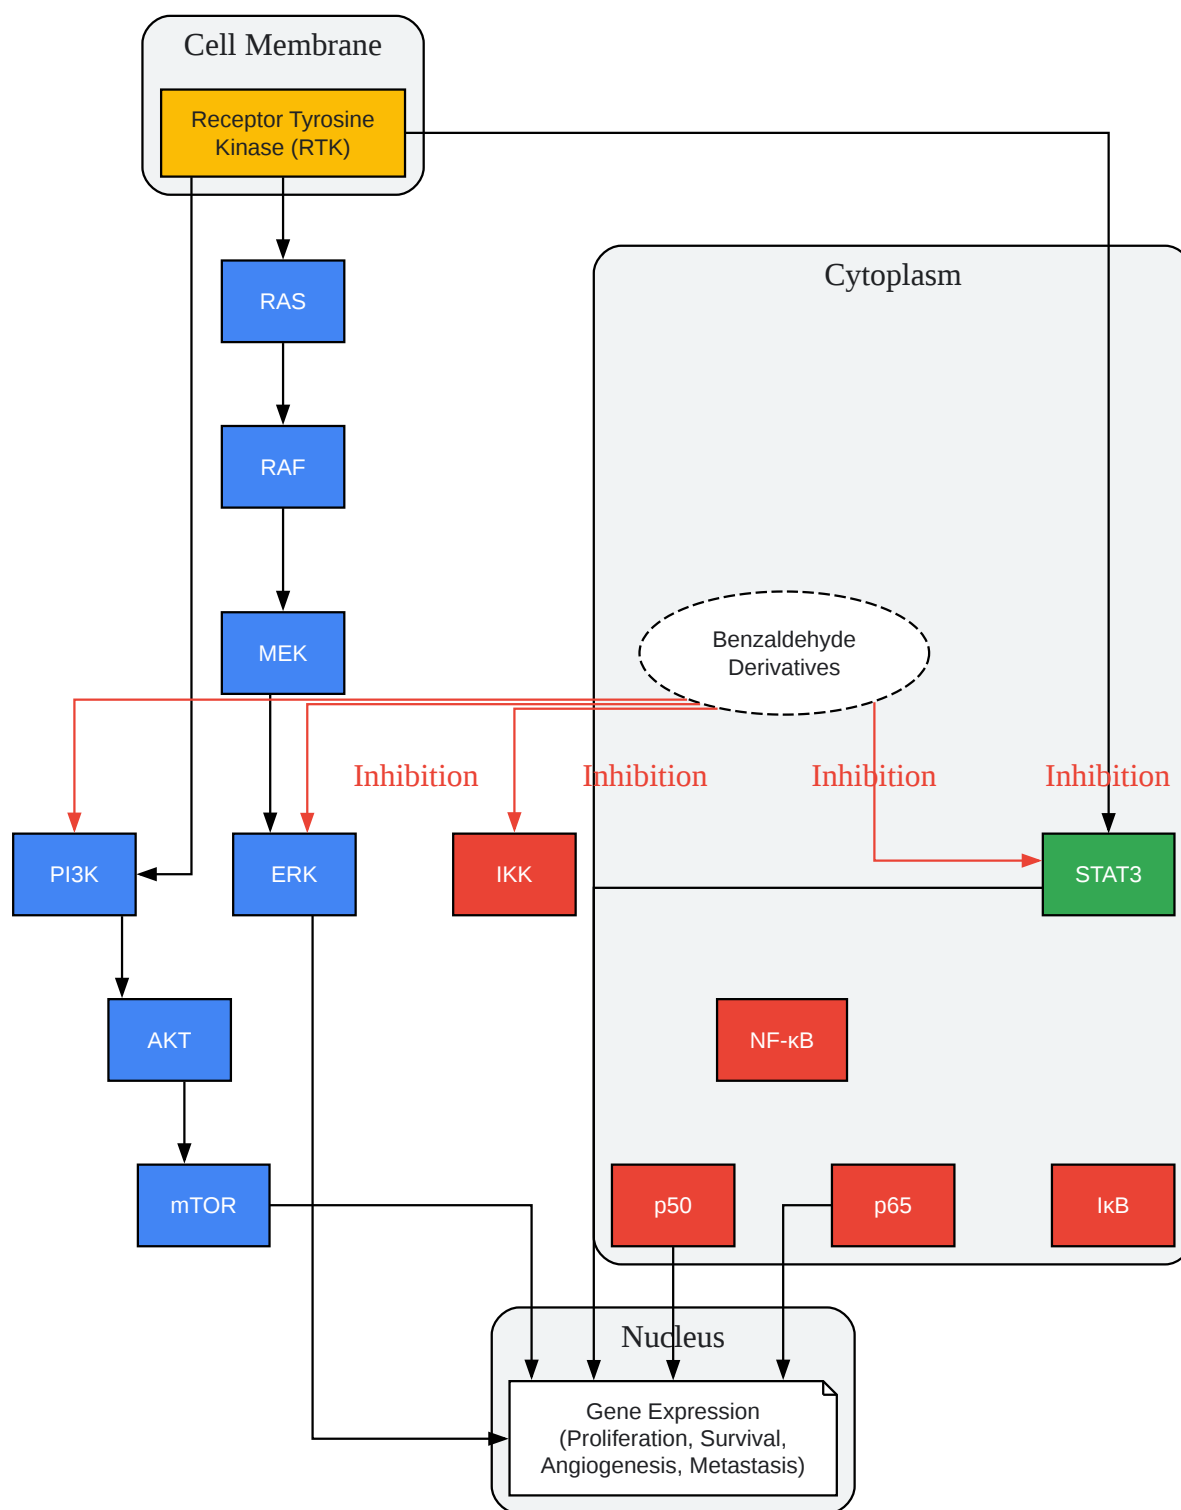 Cell Membrane
Receptor Tyrosine
Kinase (RTK)
RAS
Cytoplasm
RAF
Benzaldehyde
Derivatives
MEK
Inhibition
Inhibition
Inhibition
Inhibition
PI3K
ERK
IKK
STAT3
AKT
NF-κB
mTOR
p50
p65
IκB
Nucleus
Gene Expression
(Proliferation, Survival,
Angiogenesis, Metastasis)